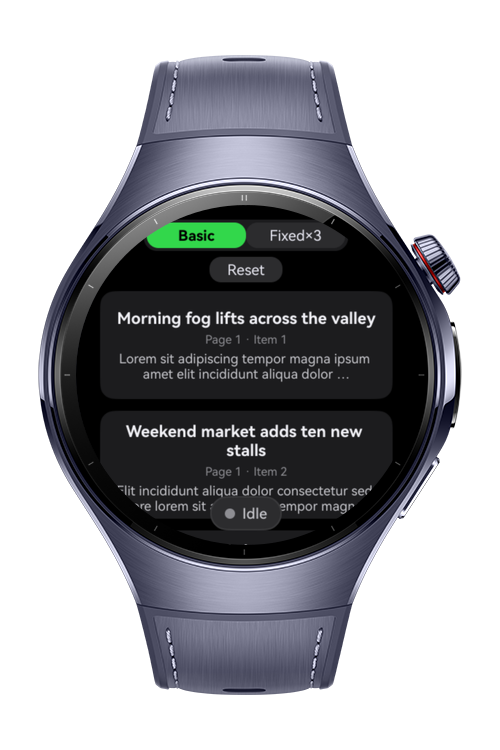 Basic Fixed×3
Reset
Morning fog lifts across the valley
Page 1 · Item 1
Lorem sit adipiscing tempor magna ipsum
amet elit incididunt aliqua dolor ...
Weekend market adds ten new
stalls
Page 1 · Item 2
Elit incididunt aliqua dolor consectetur sed
lorem sit tempor
Idle